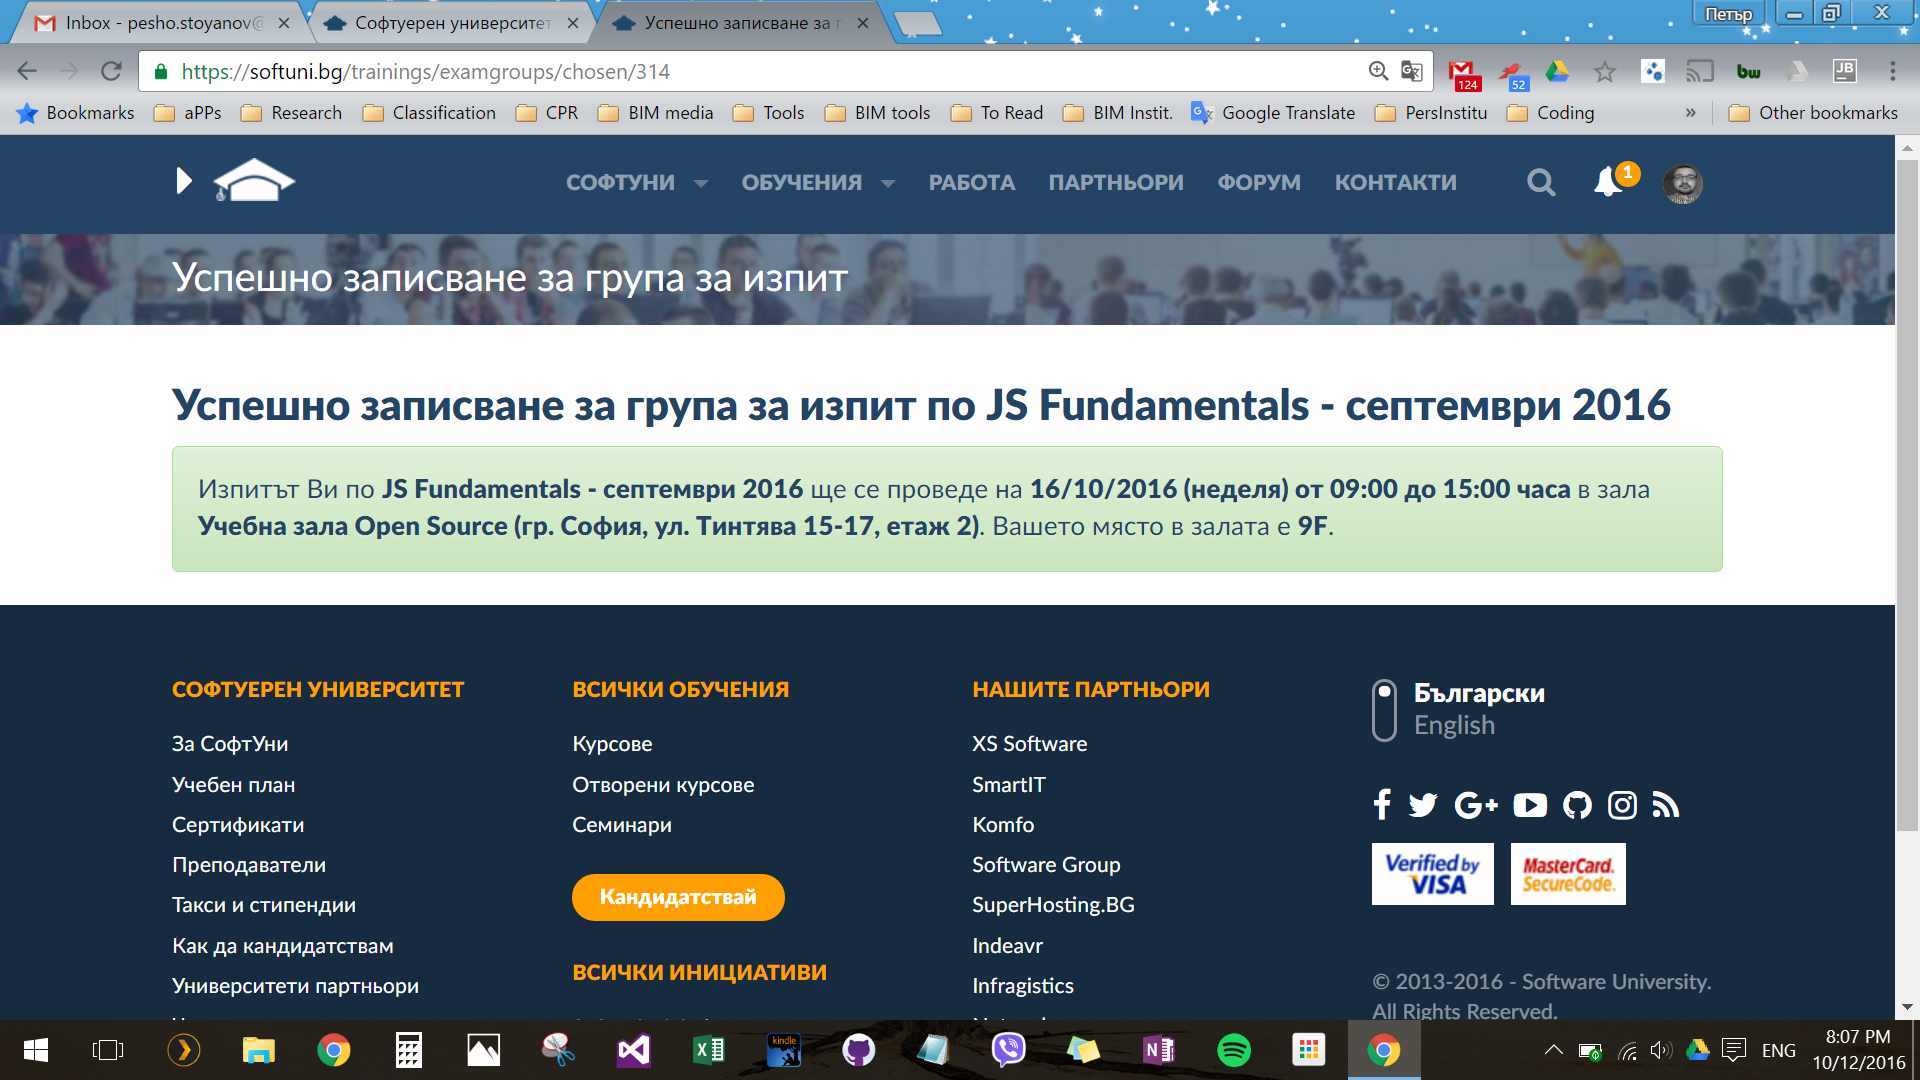 Inbox - pesho.stoyanov@
Софтуерен университет
Успешно записване за г
Петър
https://softuni.bg/trainings/examgroups/chosen/314
124
52
bw
JB
Bookmarks
aPPs
Research
Classification
CPR
BIM media
Tools
BIM tools
To Read
BIM Instit.
Google Translate
PersInstitu
Coding
»
Other bookmarks
СОФТУНИ
ОБУЧЕНИЯ
РАБОТА
ПАРТНЬОРИ
ФОРУМ
КОНТАКТИ
1
Успешно записване за група за изпит
Успешно записване за група за изпит по JS Fundamentals - септември 2016
Изпитът Ви по JS Fundamentals - септември 2016 ще се проведе на 16/10/2016 (неделя) от 09:00 до 15:00 часа в зала
Учебна зала Open Source (гр. София, ул. Тинтява 15-17, етаж 2). Вашето място в залата е 9F.
СОФТУЕРЕН УНИВЕРСИТЕТ
За СофтУни
Учебен план
Сертификати
Преподаватели
Такси и стипендии
Как да кандидатствам
Университети партньори
ВСИЧКИ ОБУЧЕНИЯ
Курсове
Отворени курсове
Семинари
Кандидатствай
ВСИЧКИ ИНИЦИАТИВИ
НАШИТЕ ПАРТНЬОРИ
XS Software
SmartIT
Komfo
Software Group
SuperHosting.BG
Indeavr
Infragistics
Български
English
Verified by
VISA
MasterCard.
SecureCode.
© 2013-2016 - Software University.
All Rights Reserved.
kindle
ENG
8:07 PM
10/12/2016